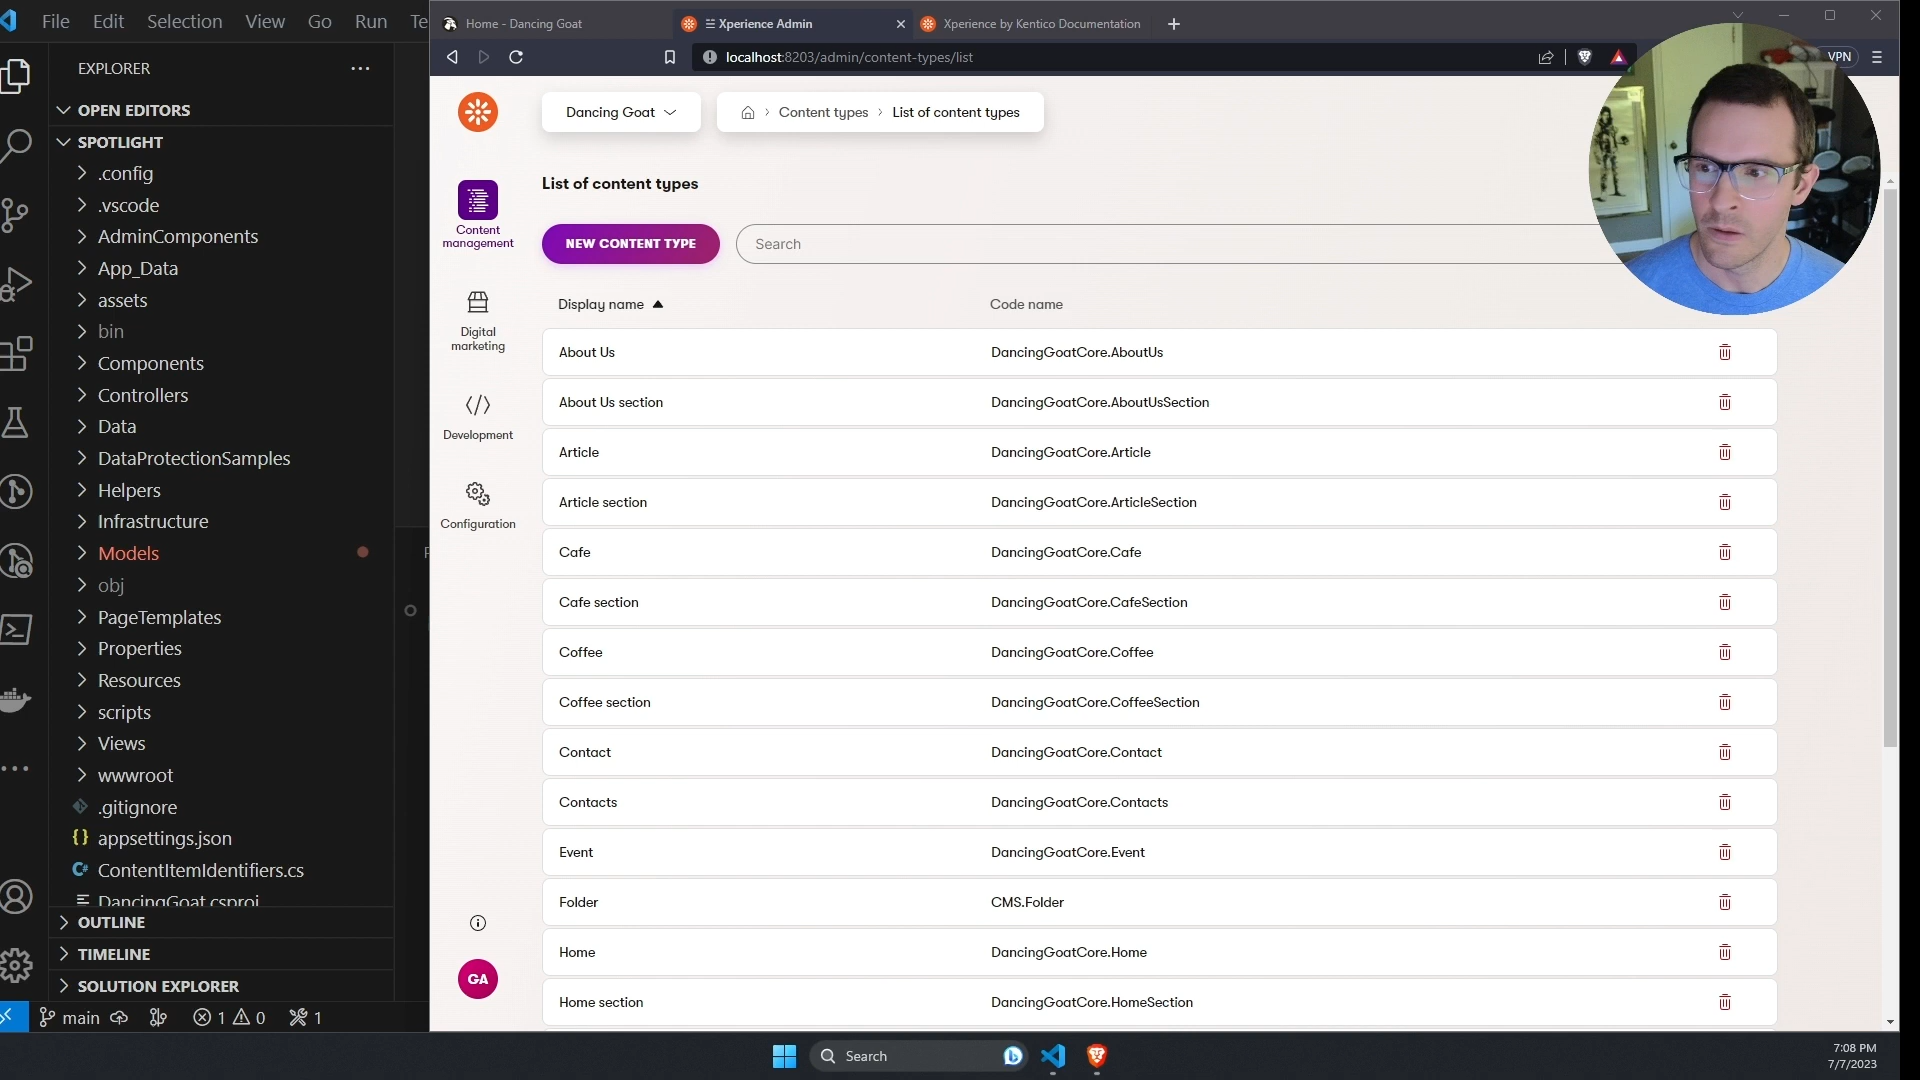 File Edit Selection View Go Run Te
EXPLORER
OPEN EDITORS
SPOTLIGHT
.config
.vscode
AdminComponents
App_Data
assets
bin
Components
Controllers
Data
DataProtectionSamples
Helpers
Infrastructure
Models
obj
PageTemplates
Properties
Resources
scripts
Views
wwwroot
.gitignore
appsettings.json
ContentItemIdentifiers.cs
DancingGoat.csproj
OUTLINE
TIMELINE
SOLUTION EXPLORER
main 1 0 1
Home - Dancing Goat
Xperience Admin
Xperience by Kentico Documentation
localhost:8203/admin/content-types/list
VPN
Dancing Goat
Content types > List of content types
Content management
Digital marketing
Development
Configuration
GA
List of content types
NEW CONTENT TYPE
Search
Display name Code name
About Us DancingGoatCore.AboutUs
About Us section DancingGoatCore.AboutUsSection
Article DancingGoatCore.Article
Article section DancingGoatCore.ArticleSection
Cafe DancingGoatCore.Cafe
Cafe section DancingGoatCore.CafeSection
Coffee DancingGoatCore.Coffee
Coffee section DancingGoatCore.CoffeeSection
Contact DancingGoatCore.Contact
Contacts DancingGoatCore.Contacts
Event DancingGoatCore.Event
Folder CMS.Folder
Home DancingGoatCore.Home
Home section DancingGoatCore.HomeSection
Search
7:08 PM
7/7/2023